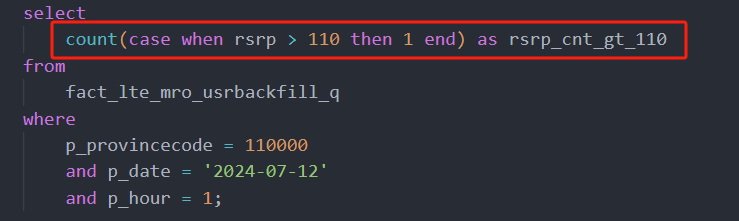 select
count(case when rsrp > 110 then 1 end) as rsrp_cnt_gt_110
from
fact_lte_mro_usrbackfill_q
where
p_provincecode = 110000
and p_date = '2024-07-12'
and p_hour = 1;